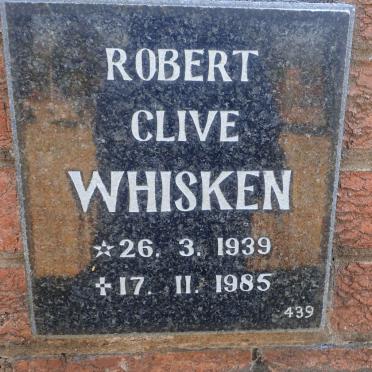 ROBERT
CLIVE
WHISKEN
☆26. 3. 1939
✝17. 11. 1985
439